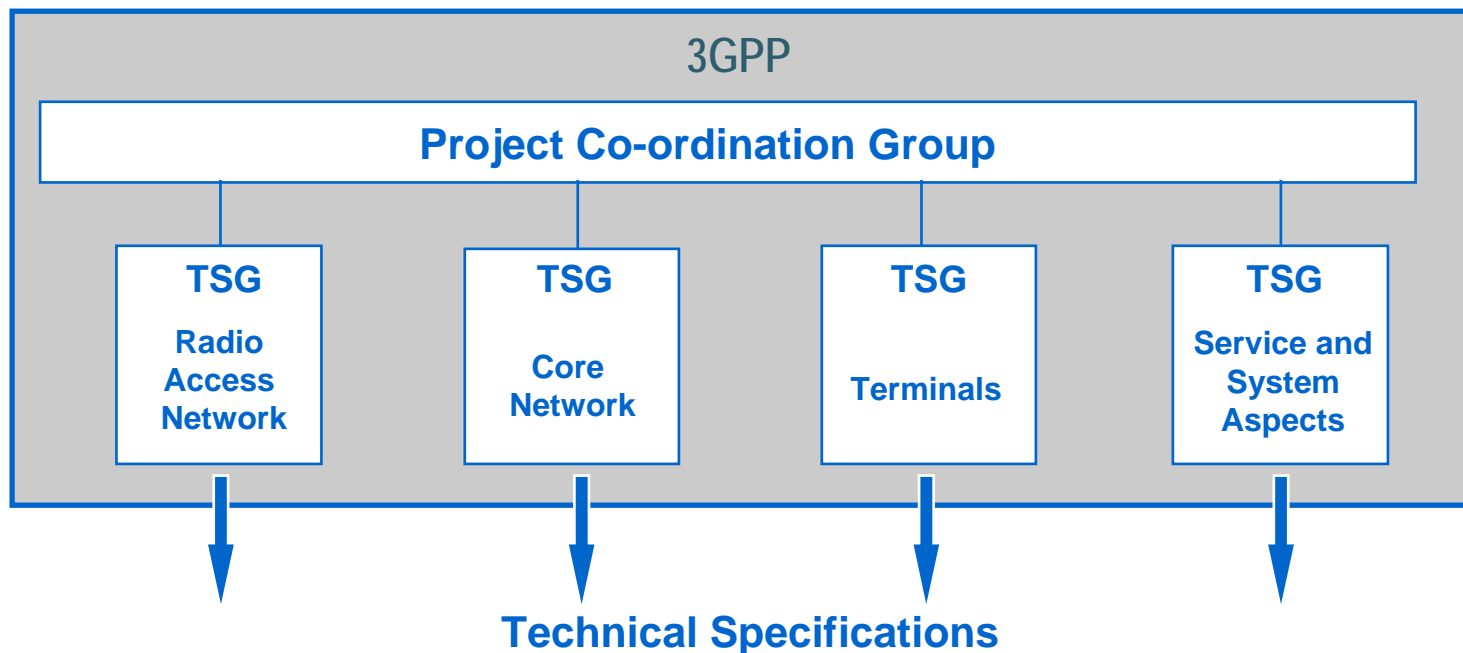 3GPP
Project Co-ordination Group
TSG
Radio
Access
Network
TSG
Core
Network
TSG
Terminals
TSG
Service and
System
Aspects
Technical Specifications